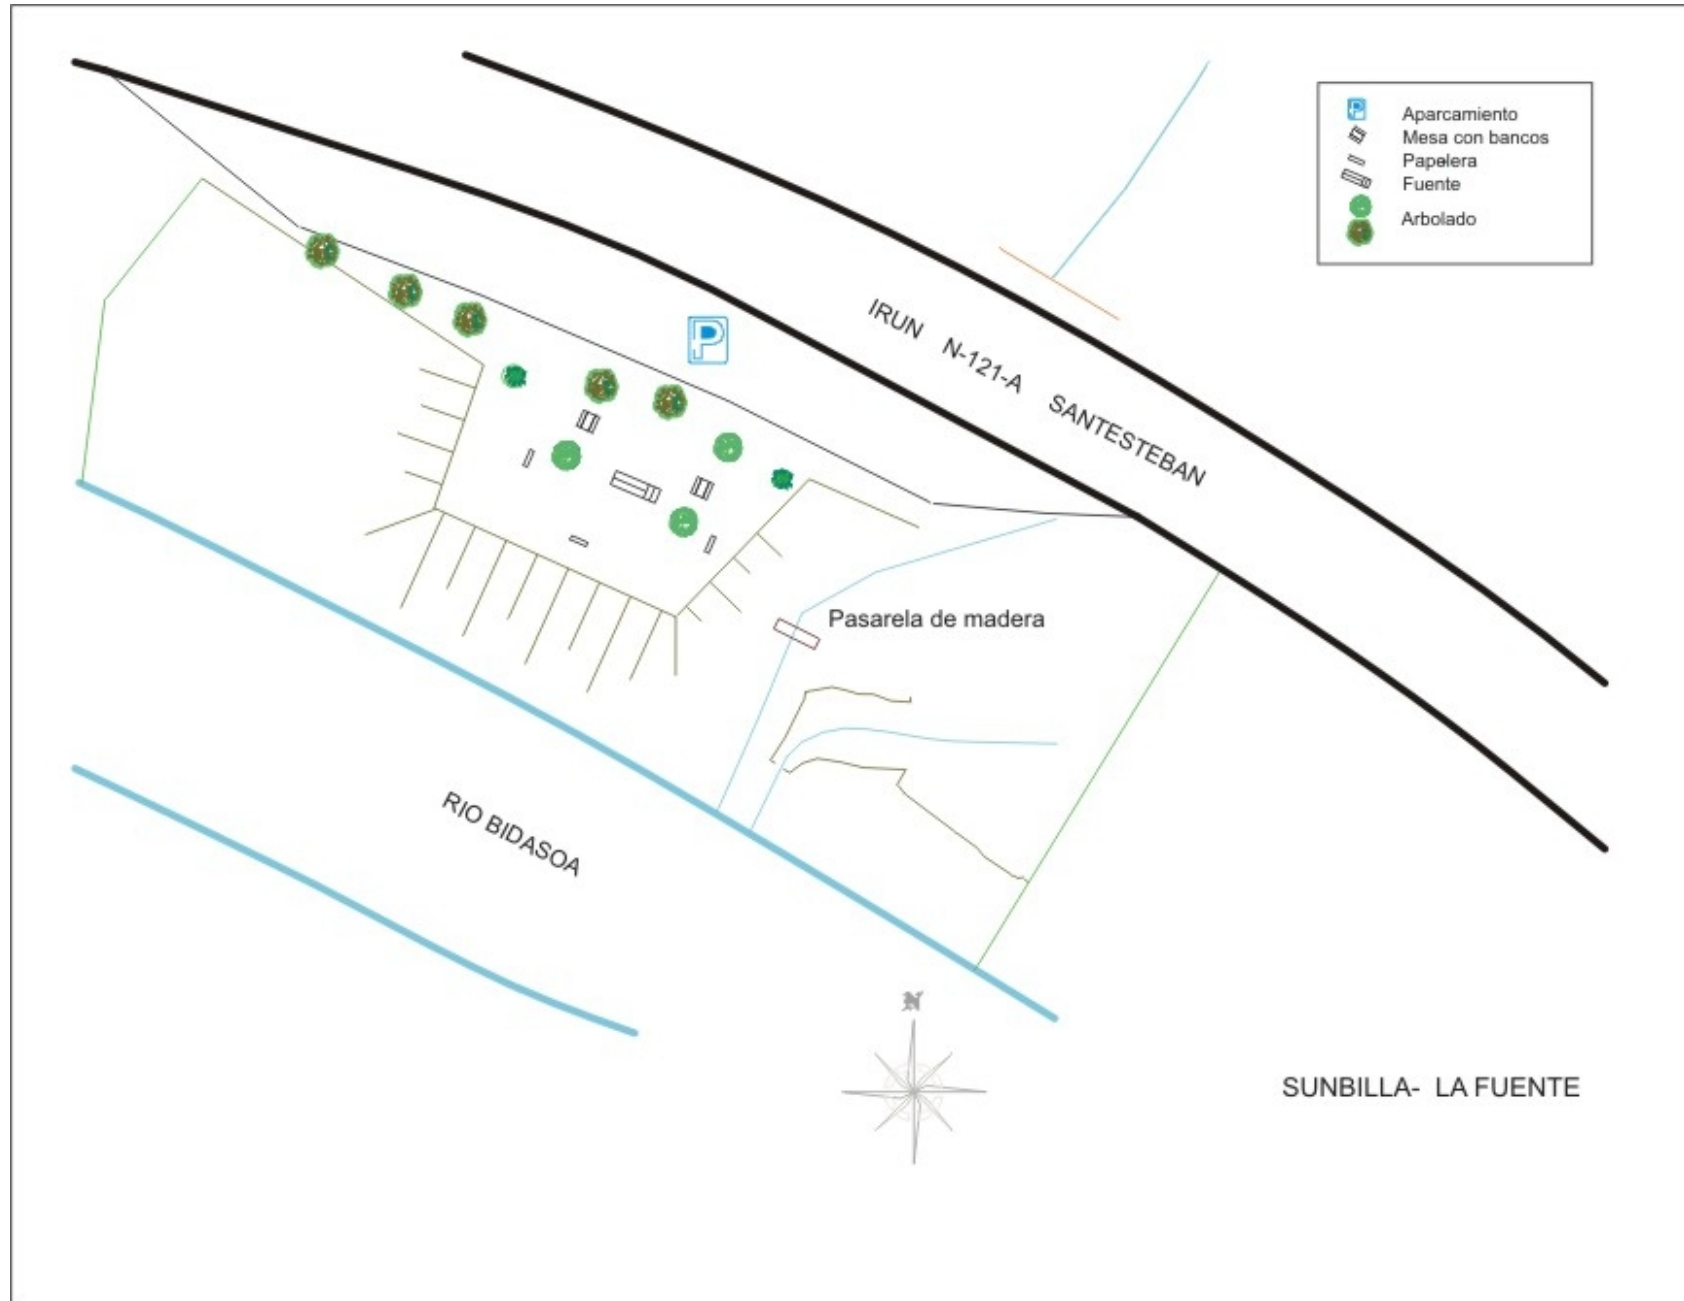 Aparcamiento
Mesa con bancos
Papelera
Fuente
Arbolado
P
IRUN N-121-A SANTESTEBAN
Pasarela de madera
RIO BIDASOA
N
SUNBILLA- LA FUENTE